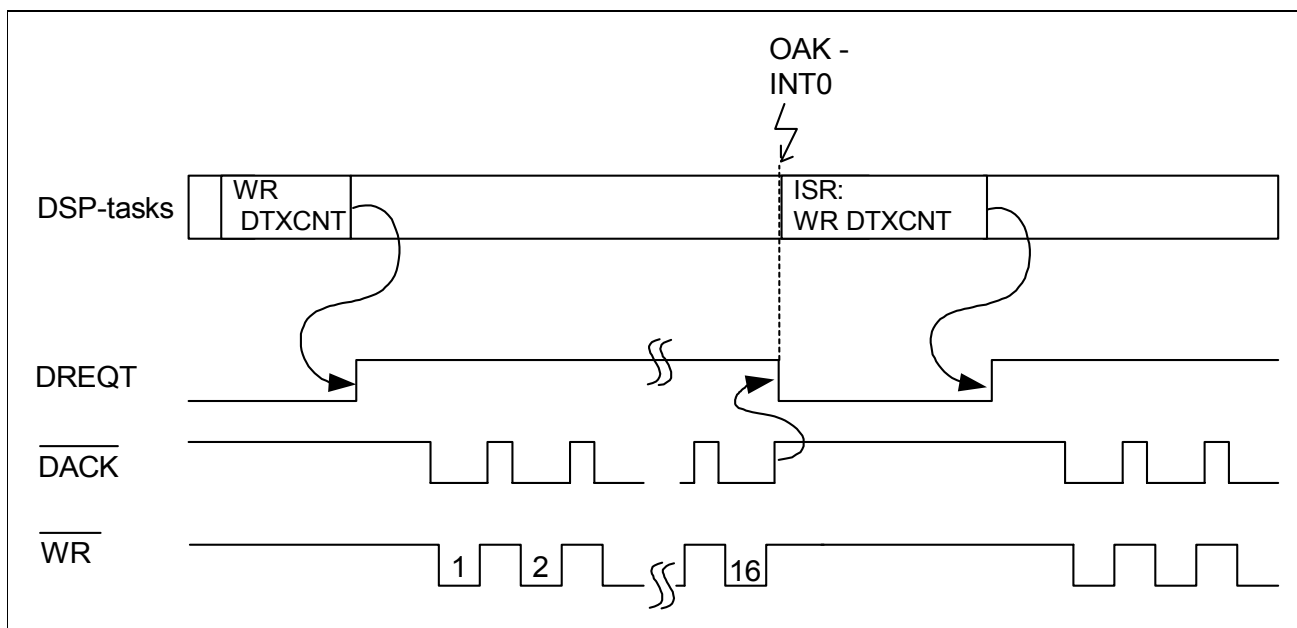 OAK -
INT0
DSP-tasks
WR
DTXCNT
ISR:
WR DTXCNT
DREQT
DACK
WR
1
2
16